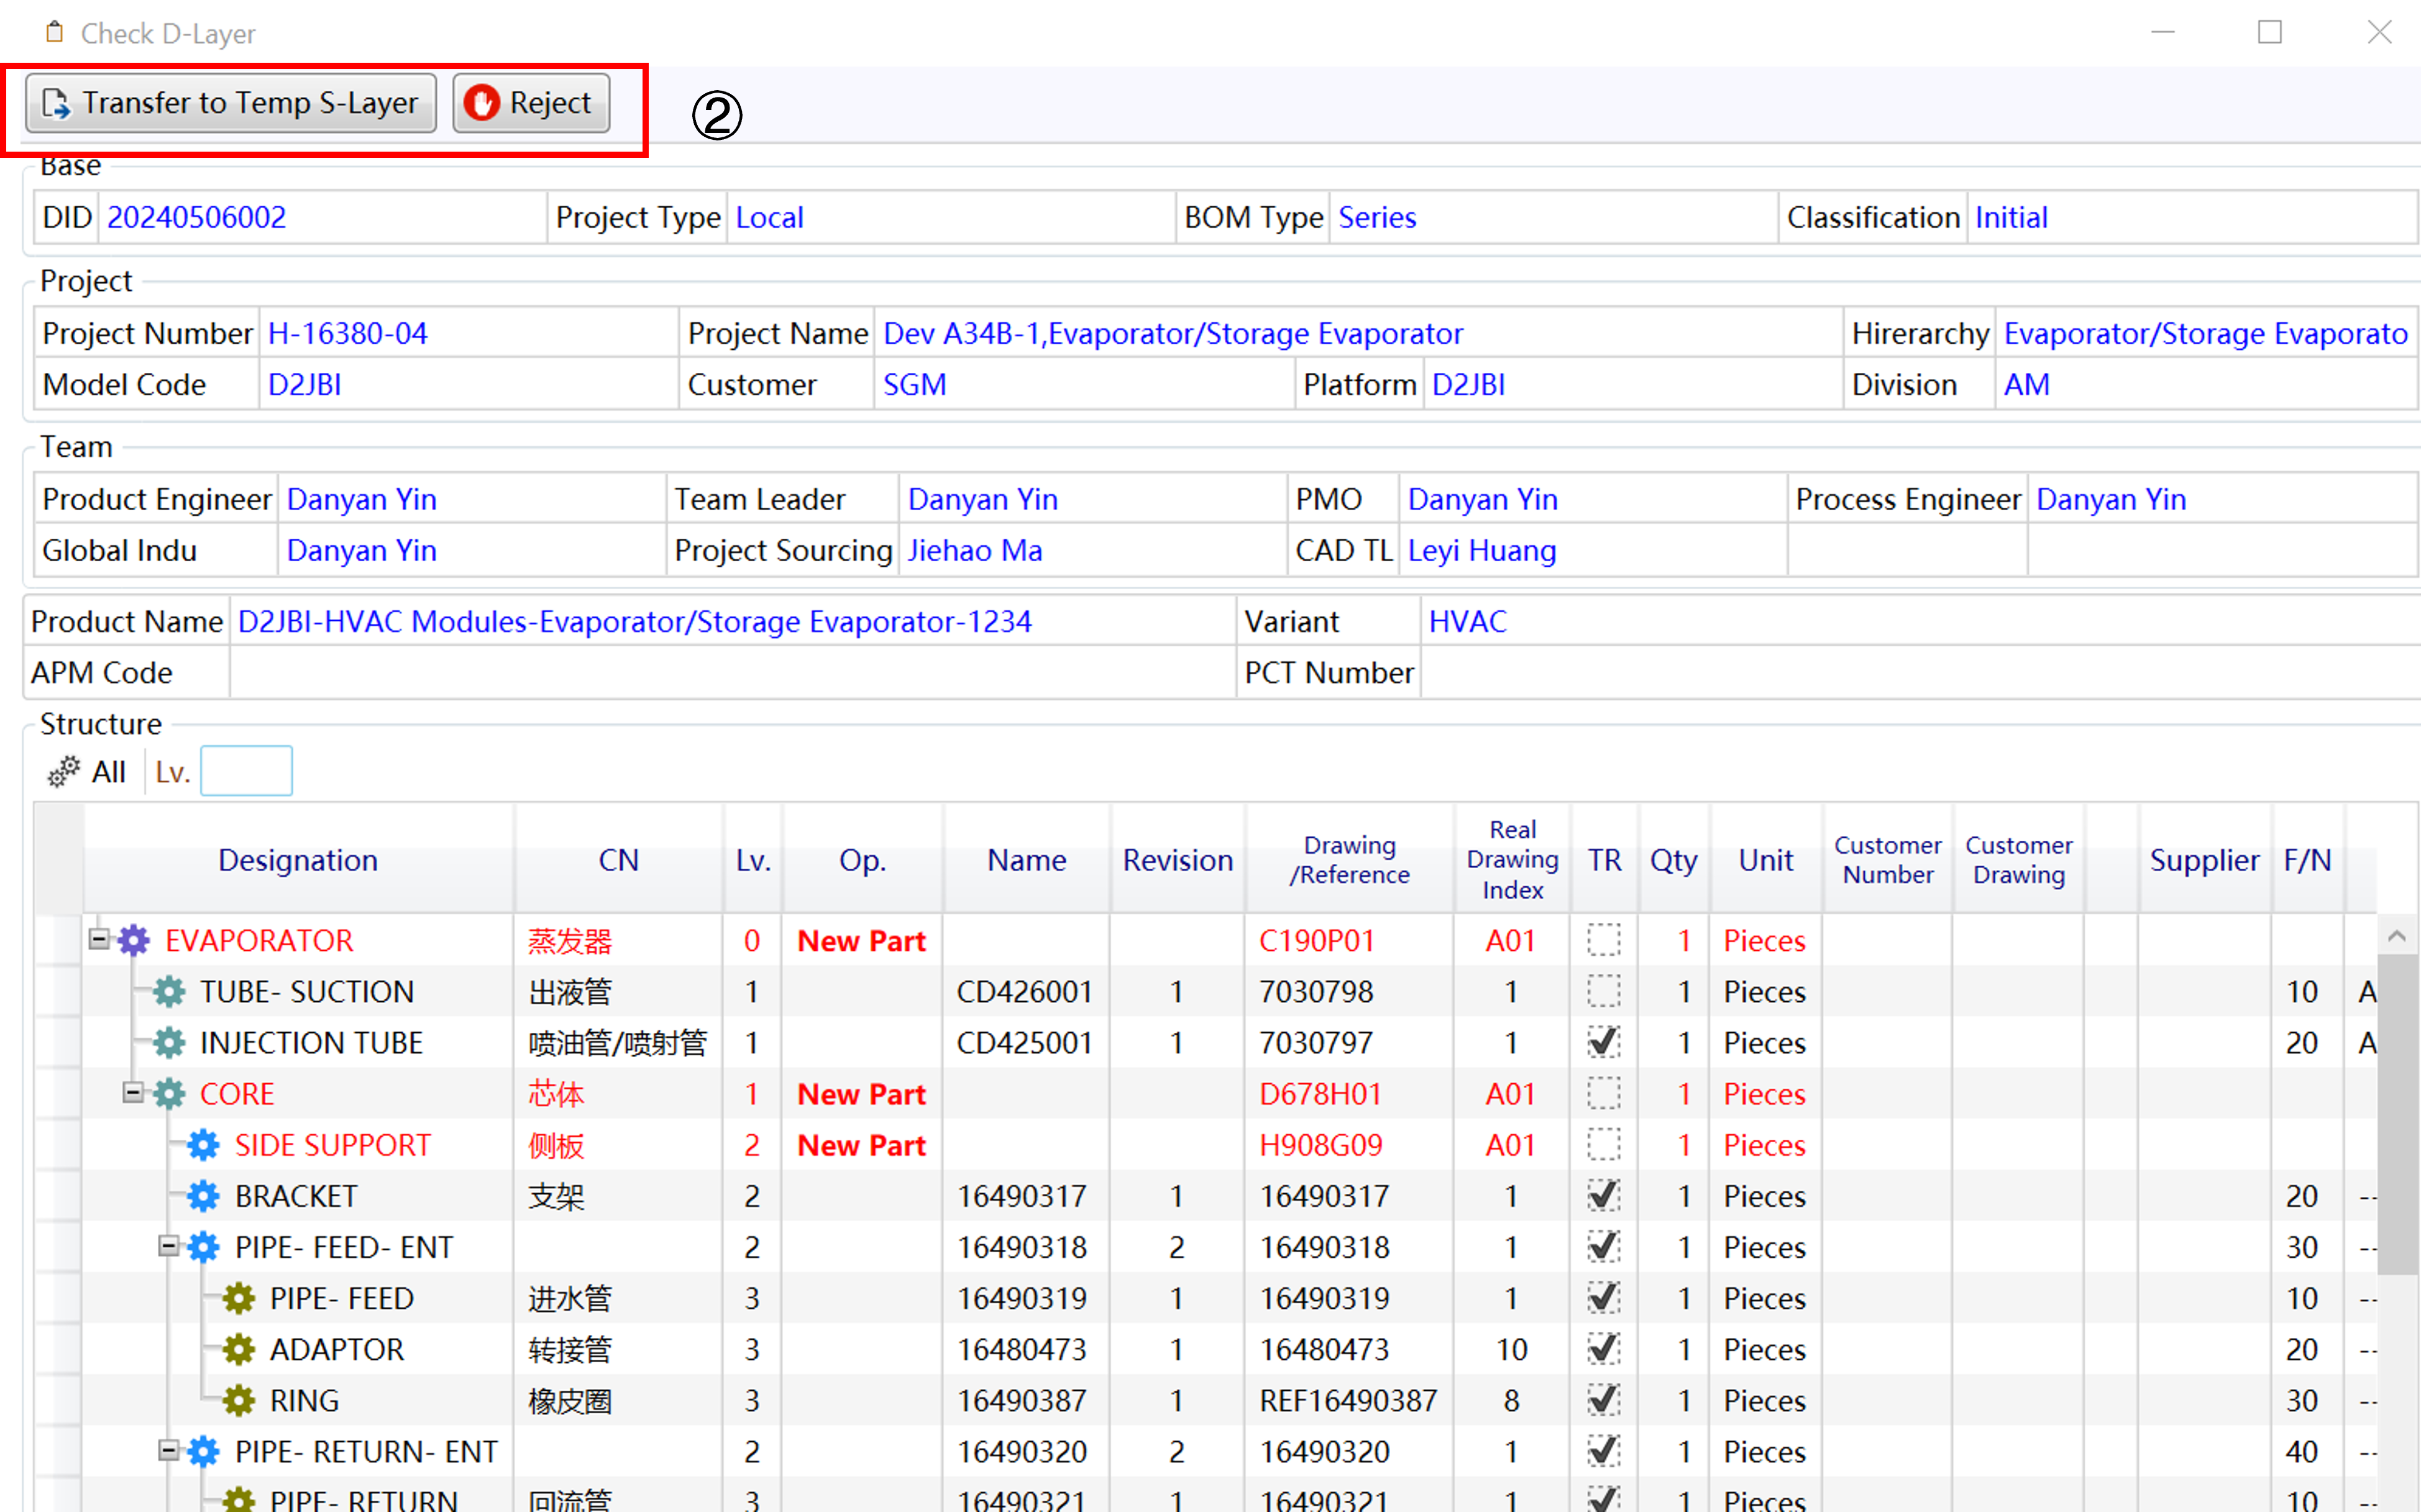 Check D-Layer
Transfer to Temp S-Layer Reject ②
Base
DID 20240506002 Project Type Local BOM Type Series Classification Initial
Project
Project Number H-16380-04 Project Name Dev A34B-1,Evaporator/Storage Evaporator Hirerarchy Evaporator/Storage Evaporato
Model Code D2JBI Customer SGM Platform D2JBI Division AM
Team
Product Engineer Danyan Yin Team Leader Danyan Yin PMO Danyan Yin Process Engineer Danyan Yin
Global Indu Danyan Yin Project Sourcing Jiehao Ma CAD TL Leyi Huang
Product Name D2JBI-HVAC Modules-Evaporator/Storage Evaporator-1234 Variant HVAC
APM Code PCT Number
Structure
All Lv.
Designation CN Lv. Op. Name Revision Drawing /Reference Real Drawing Index TR Qty Unit Customer Number Customer Drawing Supplier F/N
EVAPORATOR 蒸发器 0 New Part C190P01 A01 1 Pieces
TUBE- SUCTION 出液管 1 CD426001 1 7030798 1 1 Pieces 10 A
INJECTION TUBE 喷油管/喷射管 1 CD425001 1 7030797 1 1 Pieces 20 A
CORE 芯体 1 New Part D678H01 A01 1 Pieces
SIDE SUPPORT 侧板 2 New Part H908G09 A01 1 Pieces
BRACKET 支架 2 16490317 1 16490317 1 1 Pieces 20 --
PIPE- FEED- ENT 2 16490318 2 16490318 1 1 Pieces 30 --
PIPE- FEED 进水管 3 16490319 1 16490319 1 1 Pieces 10 --
ADAPTOR 转接管 3 16480473 1 16480473 10 1 Pieces 20 --
RING 橡皮圈 3 16490387 1 REF16490387 8 1 Pieces 30 --
PIPE- RETURN- ENT 2 16490320 2 16490320 1 1 Pieces 40 --
PIPE- RETURN 回流管 3 16490321 1 16490321 1 1 Pieces 10 --